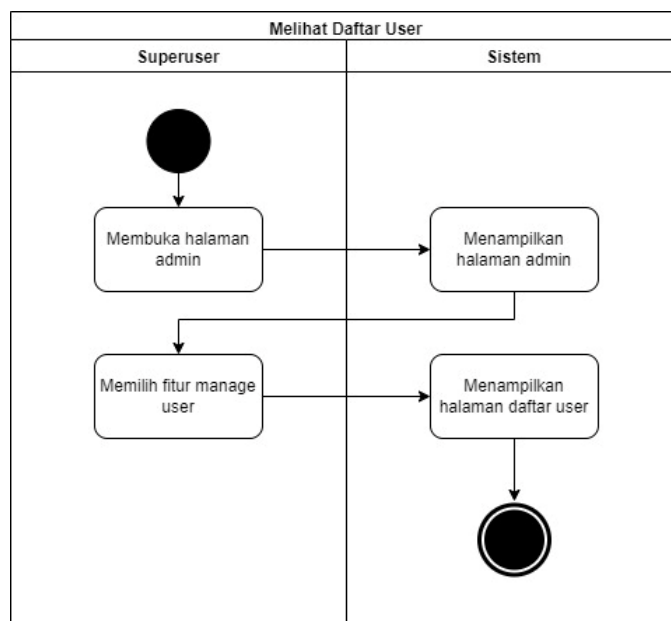 Melihat Daftar User
Superuser
Sistem
Membuka halaman
admin
Menampilkan
halaman admin
Memilih fitur manage
user
Menampilkan
halaman daftar user